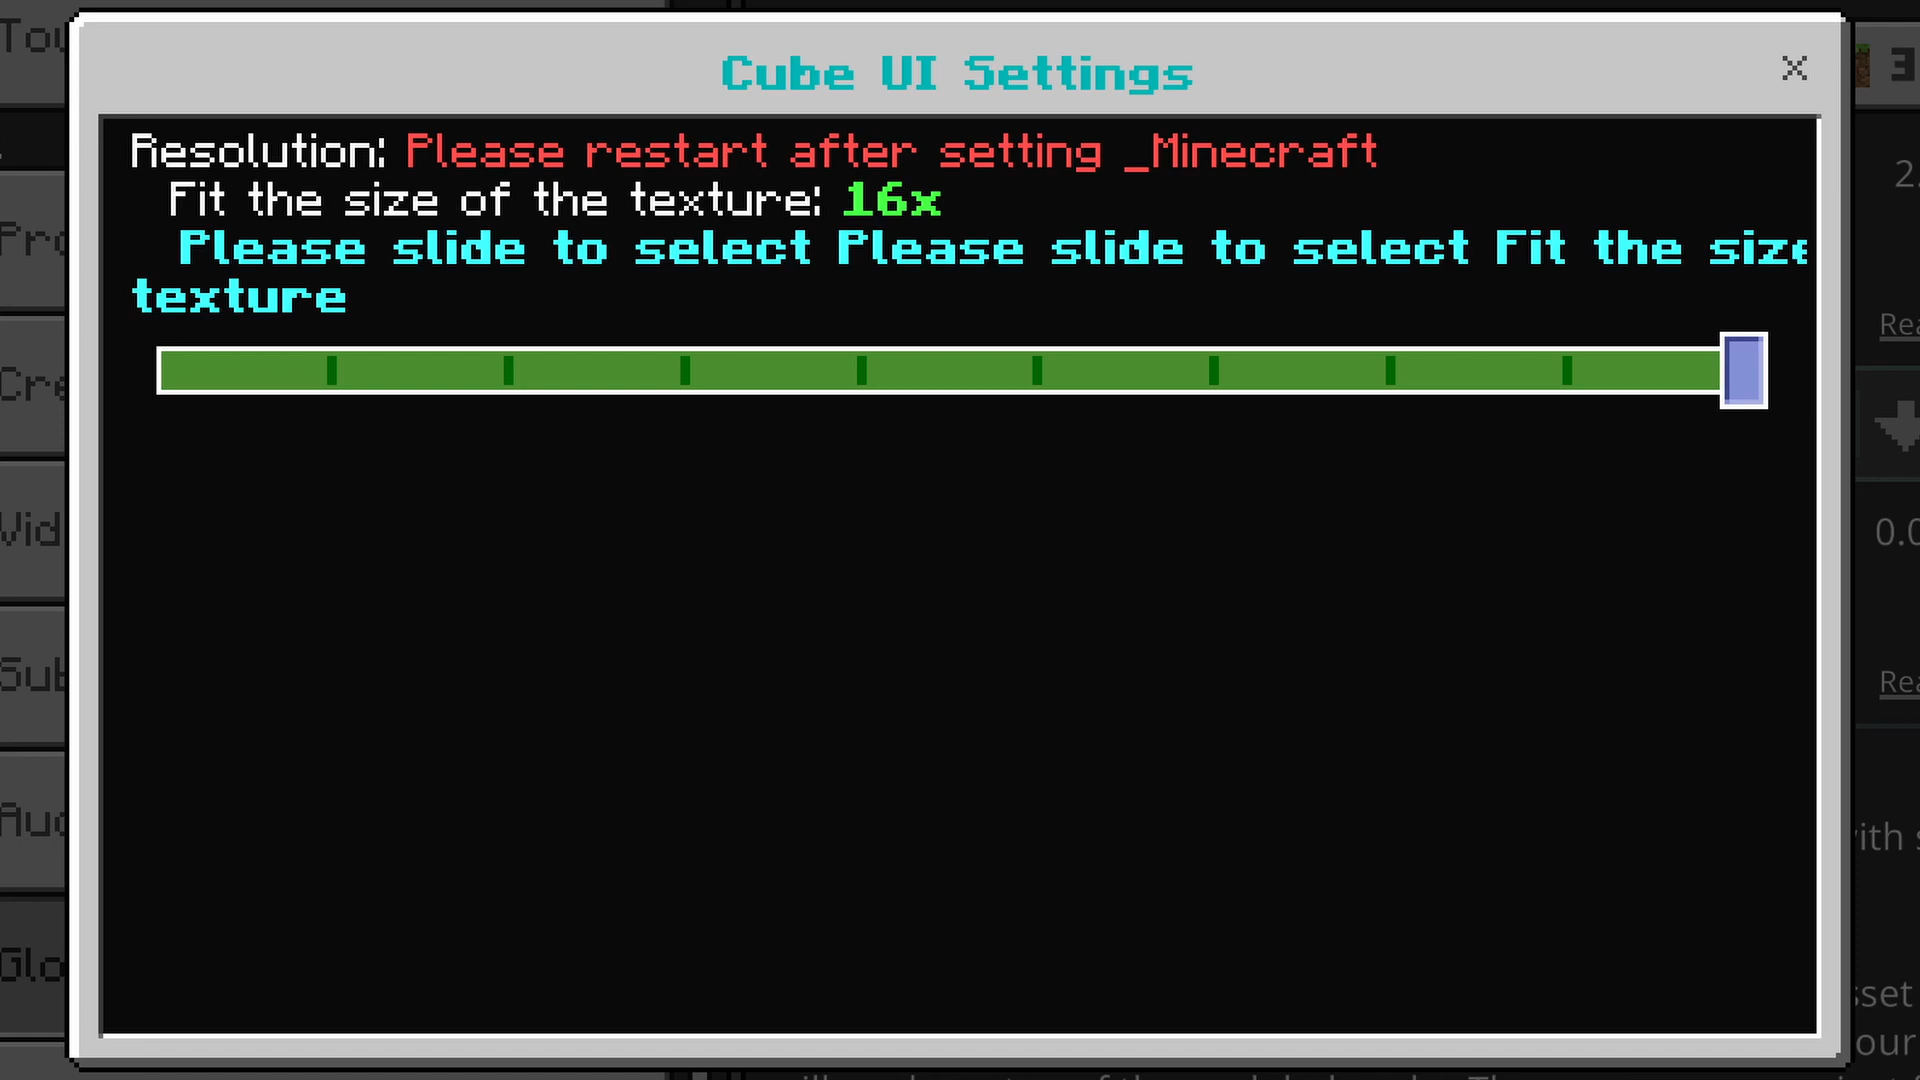 Cube UI Settings
Resolution: Please restart after setting _Minecraft
Fit the size of the texture: 16x
Please slide to select Please slide to select Fit the size
texture